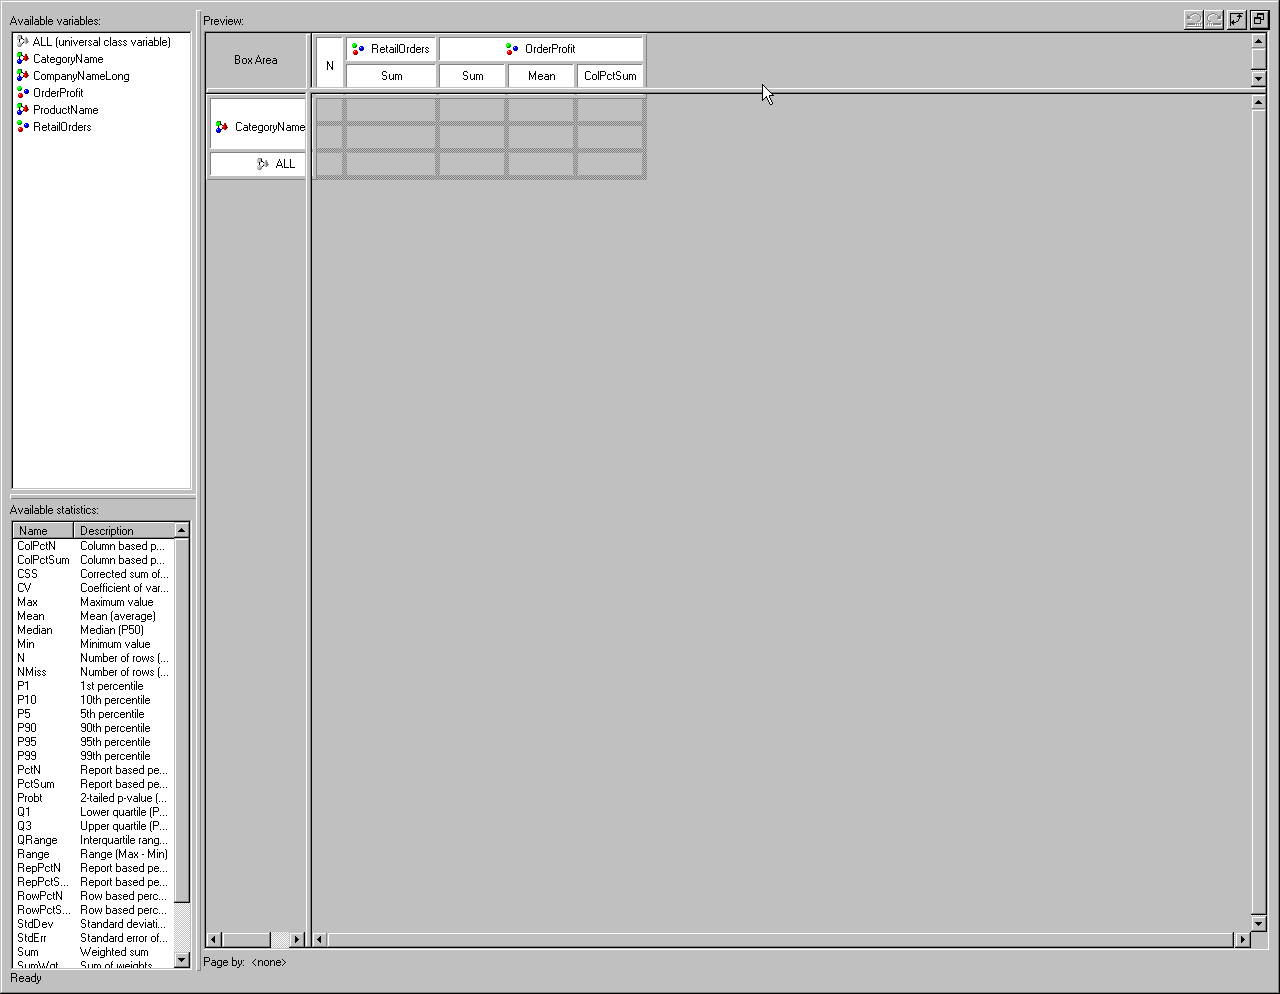 Available variables:
ALL (universal class variable)
CategoryName
CompanyNameLong
OrderProfit
ProductName
RetailOrders
Available statistics:
Name Description
ColPctN Column based p...
ColPctSum Column based p...
CSS Corrected sum of...
CV Coefficient of var...
Max Maximum value
Mean Mean (average)
Median Median (P50)
Min Minimum value
N Number of rows (...
NMiss Number of rows (...
P1 1st percentile
P10 10th percentile
P5 5th percentile
P90 90th percentile
P95 95th percentile
P99 99th percentile
PctN Report based pe...
PctSum Report based pe...
Probt 2-tailed p-value (...
Q1 Lower quartile (P...
Q3 Upper quartile (P...
QRange Interquartile rang...
Range Range (Max - Min)
RepPctN Report based pe...
RepPctS... Report based pe...
RowPctN Row based perc...
RowPctS... Row based perc...
StdDev Standard deviati...
StdErr Standard error of...
Sum Weighted sum
SumWgt Sum of weights
Ready
Preview:
Box Area
N
RetailOrders OrderProfit
Sum Sum Mean ColPctSum
CategoryName
ALL
Page by: <none>